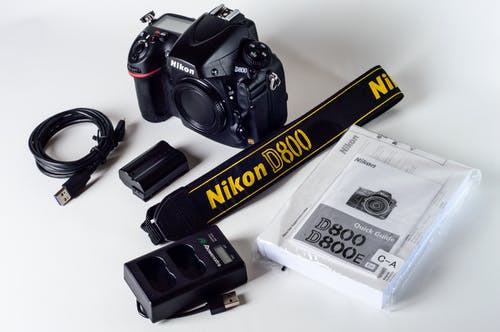 Nikon
D800
Nikon D800
Nikon
Nikon
Quick Guide
D800
D800E
C-A